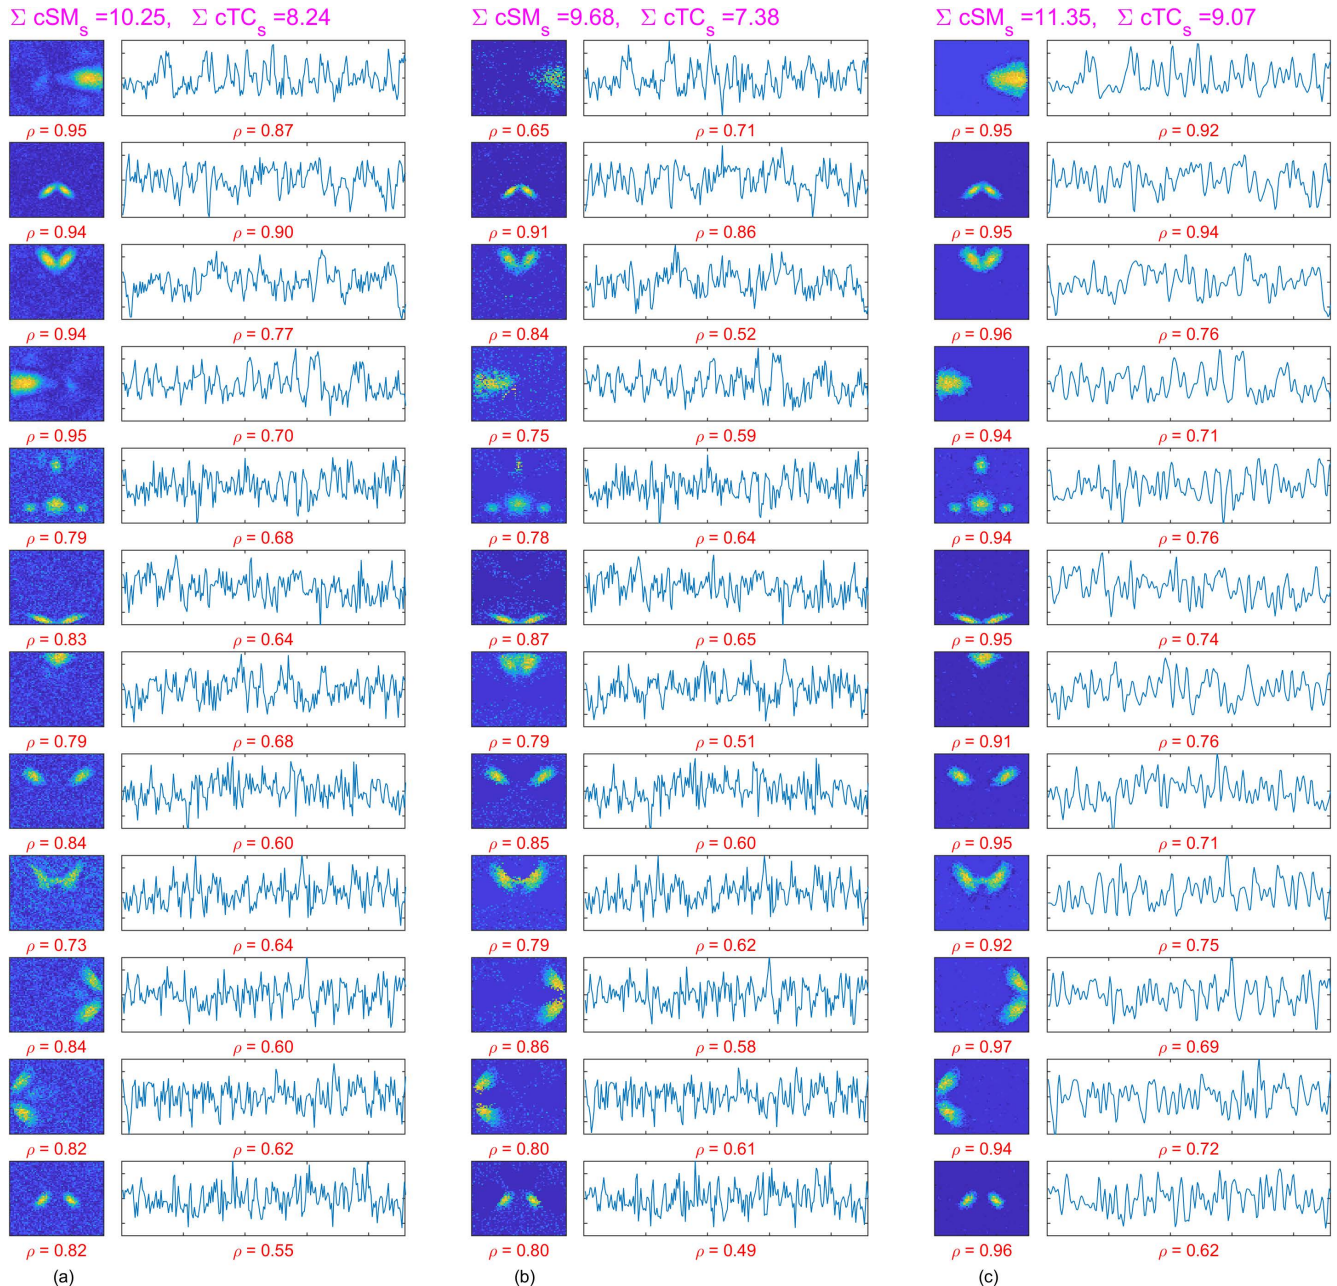 Σ cSM_s =10.25, Σ cTC_s =8.24 Σ cSM_s =9.68, Σ cTC_s =7.38 Σ cSM_s =11.35, Σ cTC_s =9.07
ρ = 0.95 ρ = 0.87 ρ = 0.65 ρ = 0.71 ρ = 0.95 ρ = 0.92
ρ = 0.94 ρ = 0.90 ρ = 0.91 ρ = 0.86 ρ = 0.95 ρ = 0.94
ρ = 0.94 ρ = 0.77 ρ = 0.84 ρ = 0.52 ρ = 0.96 ρ = 0.76
ρ = 0.95 ρ = 0.70 ρ = 0.75 ρ = 0.59 ρ = 0.94 ρ = 0.71
ρ = 0.79 ρ = 0.68 ρ = 0.78 ρ = 0.64 ρ = 0.94 ρ = 0.76
ρ = 0.83 ρ = 0.64 ρ = 0.87 ρ = 0.65 ρ = 0.95 ρ = 0.74
ρ = 0.79 ρ = 0.68 ρ = 0.79 ρ = 0.51 ρ = 0.91 ρ = 0.76
ρ = 0.84 ρ = 0.60 ρ = 0.85 ρ = 0.60 ρ = 0.95 ρ = 0.71
ρ = 0.73 ρ = 0.64 ρ = 0.79 ρ = 0.62 ρ = 0.92 ρ = 0.75
ρ = 0.84 ρ = 0.60 ρ = 0.86 ρ = 0.58 ρ = 0.97 ρ = 0.69
ρ = 0.82 ρ = 0.62 ρ = 0.80 ρ = 0.61 ρ = 0.94 ρ = 0.72
ρ = 0.82 ρ = 0.55 ρ = 0.80 ρ = 0.49 ρ = 0.96 ρ = 0.62
(a) (b) (c)